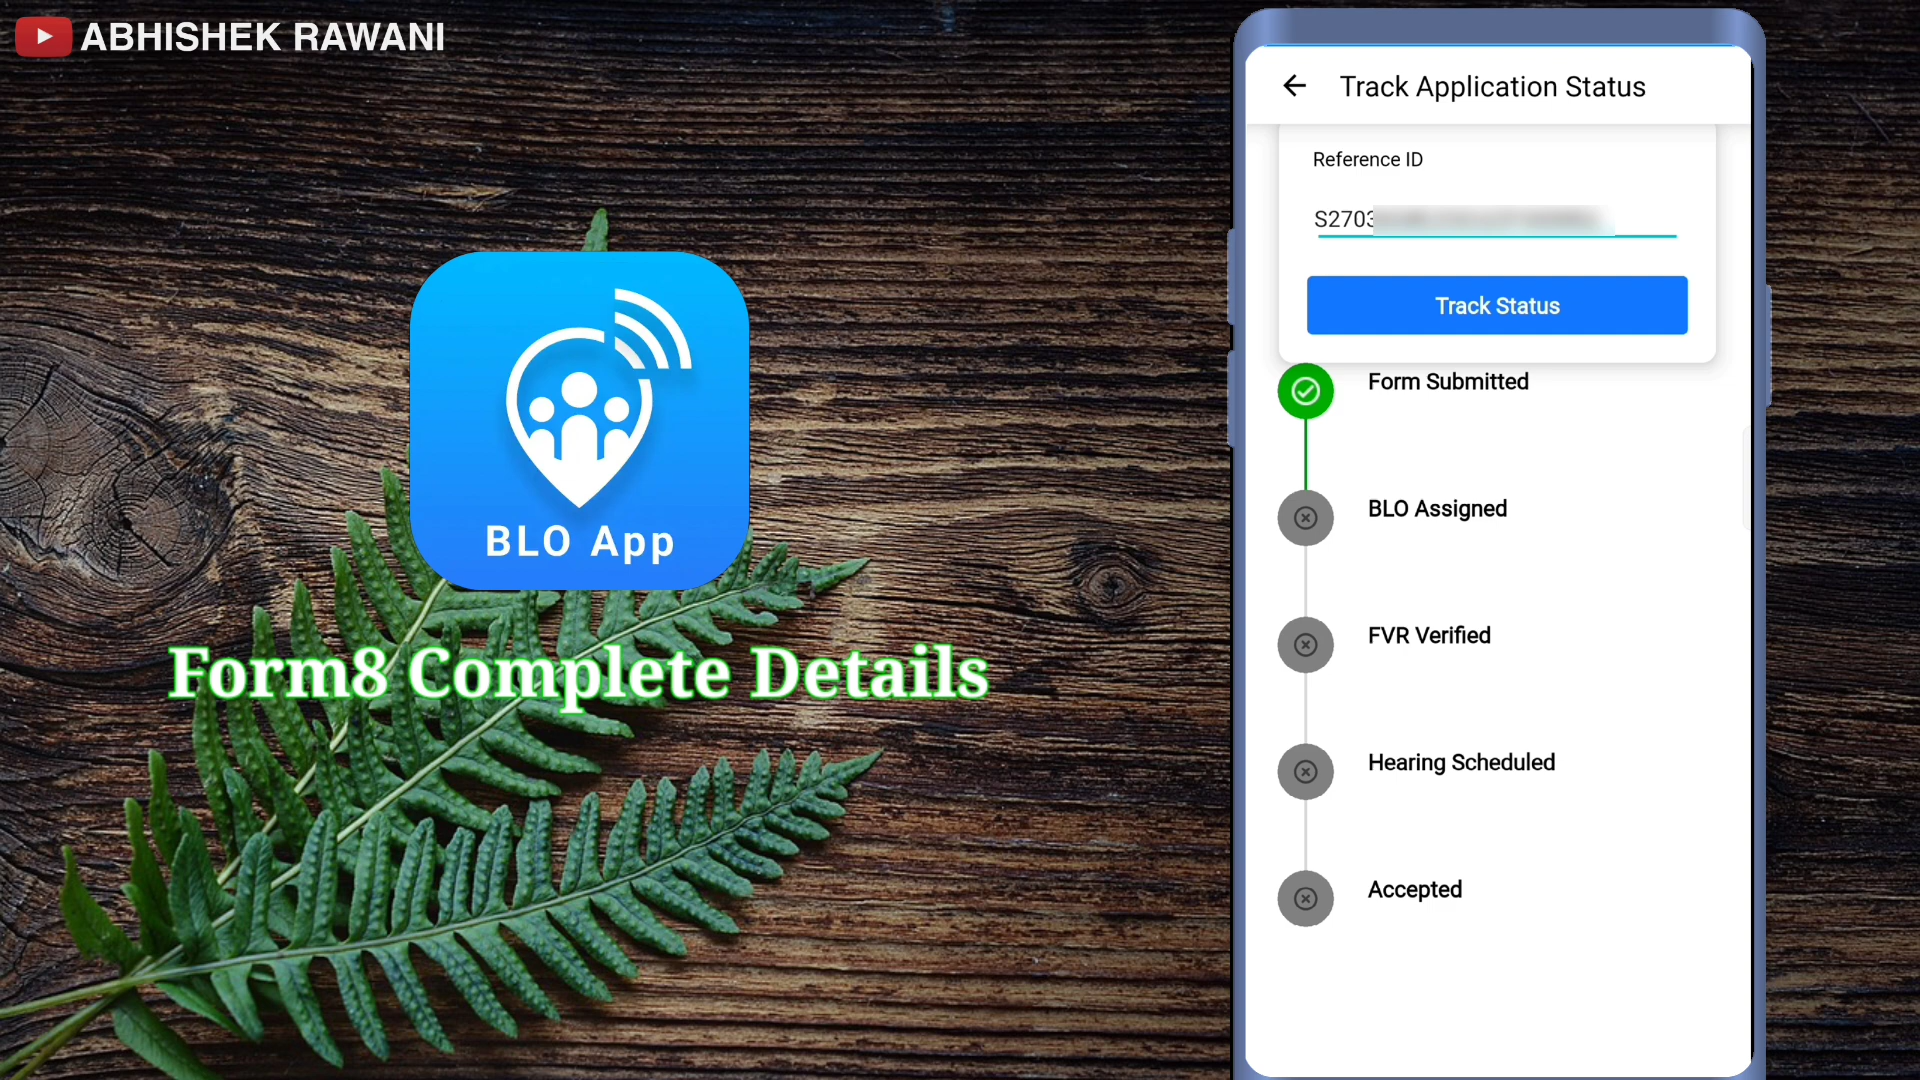 ABHISHEK RAWANI
BLO App
Form8 Complete Details
Track Application Status
Reference ID
S2703
Track Status
Form Submitted
BLO Assigned
FVR Verified
Hearing Scheduled
Accepted